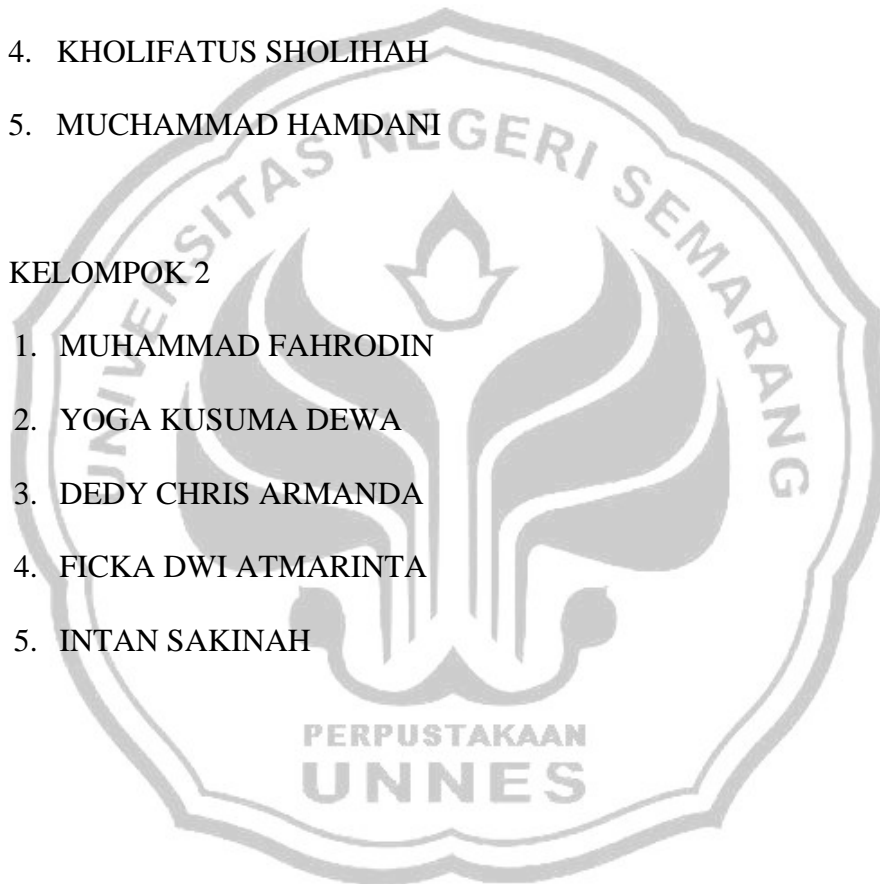 4. KHOLIFATUS SHOLIHAH
5. MUCHAMMAD HAMDANI
UNIVERSITAS NEGERI SEMARANG
KELOMPOK 2
1. MUHAMMAD FAHRODIN
2. YOGA KUSUMA DEWA
3. DEDY CHRIS ARMANDA
4. FICKA DWI ATMARINTA
5. INTAN SAKINAH
PERPUSTAKAAN
UNNES